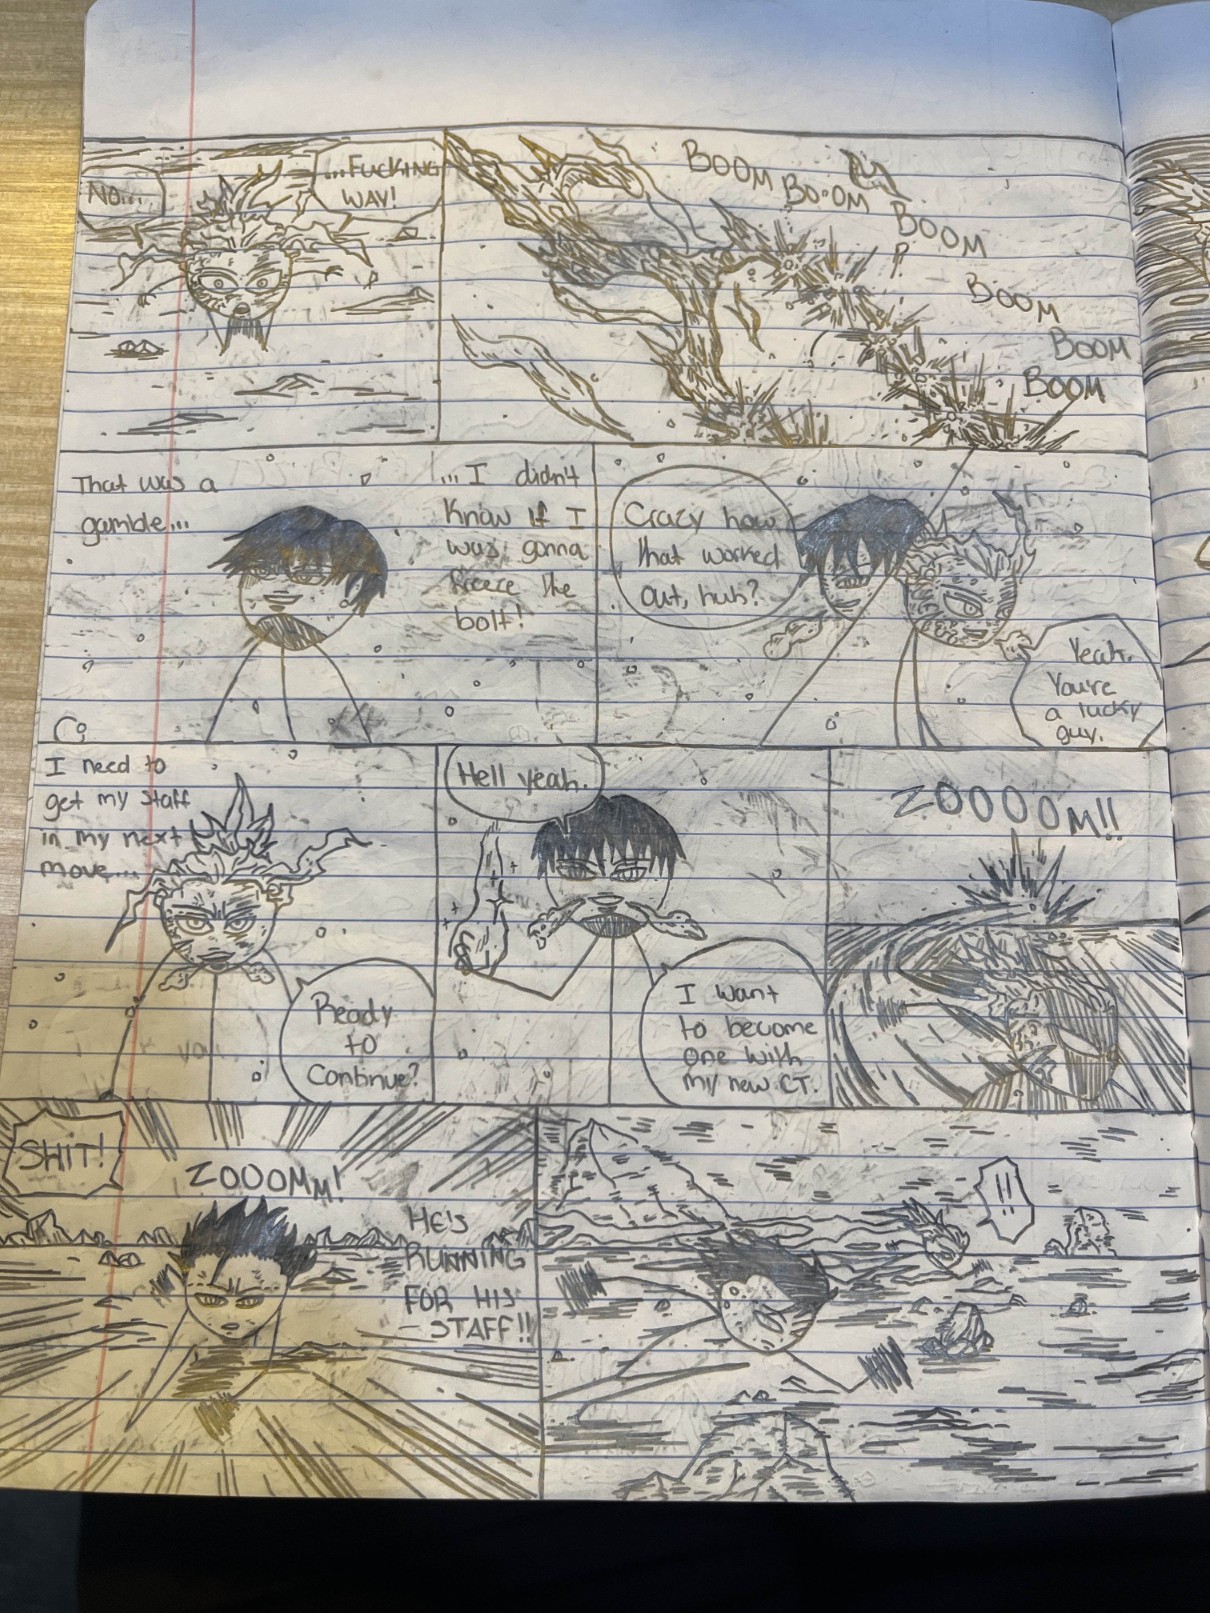 NO...
...FUCKING
WAY!
BOOM
BOOM
BOOM
BOOM
BOOM
BOOM
That was a
gamble...
... I didn't
Know If I
was gonna
freeze the
bolt!
Crazy how
that worked
out, huh?
Yeah.
You're
a lucky
guy.
I need to
get my staff
in my next
move....
Ready
to
Continue?
Hell yeah.
I want
to become
one with
my new CT.
ZOOOOM!!
SHIT!
ZOOOMM!
HE'S
RUNNING
FOR HIS
STAFF!!
!!